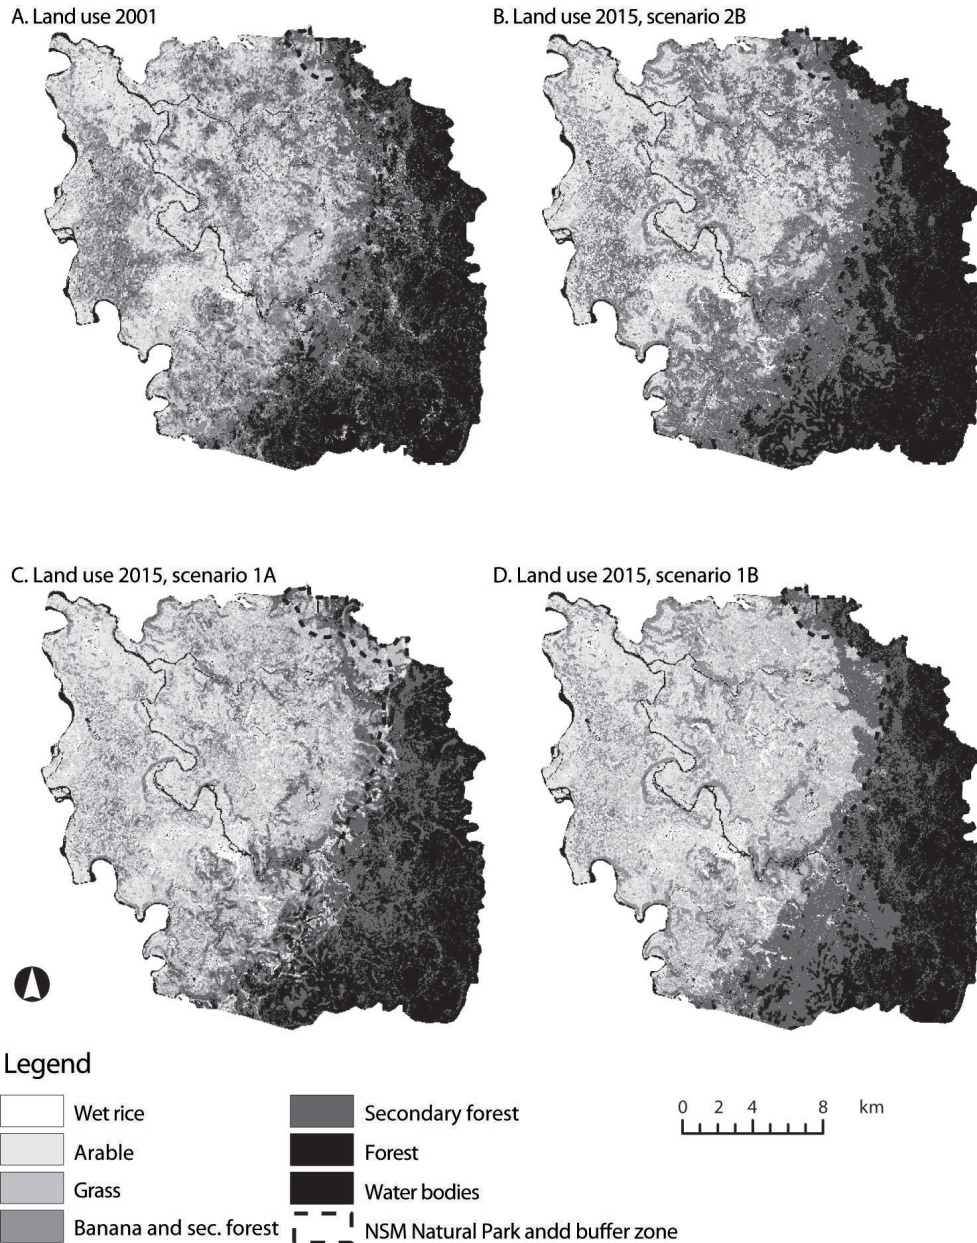 A. Land use 2001
B. Land use 2015, scenario 2B
C. Land use 2015, scenario 1A
D. Land use 2015, scenario 1B
Legend
Wet rice
Arable
Grass
Banana and sec. forest
Secondary forest
Forest
Water bodies
NSM Natural Park andd buffer zone
0 2 4 8 km